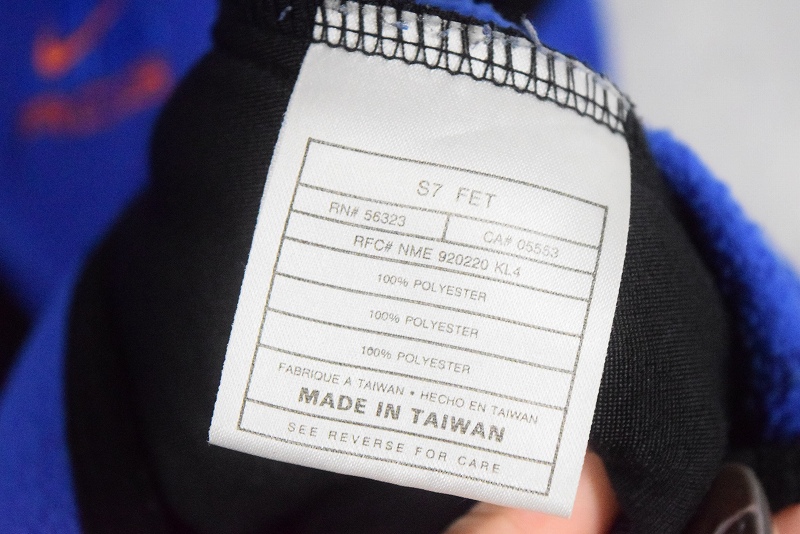 S7 FET
RN# 56323
CA# 05553
RFC# NME 920220 KL4
100% POLYESTER
100% POLYESTER
100% POLYESTER
FABRIQUE A TAIWAN • HECHO EN TAIWAN
MADE IN TAIWAN
SEE REVERSE FOR CARE